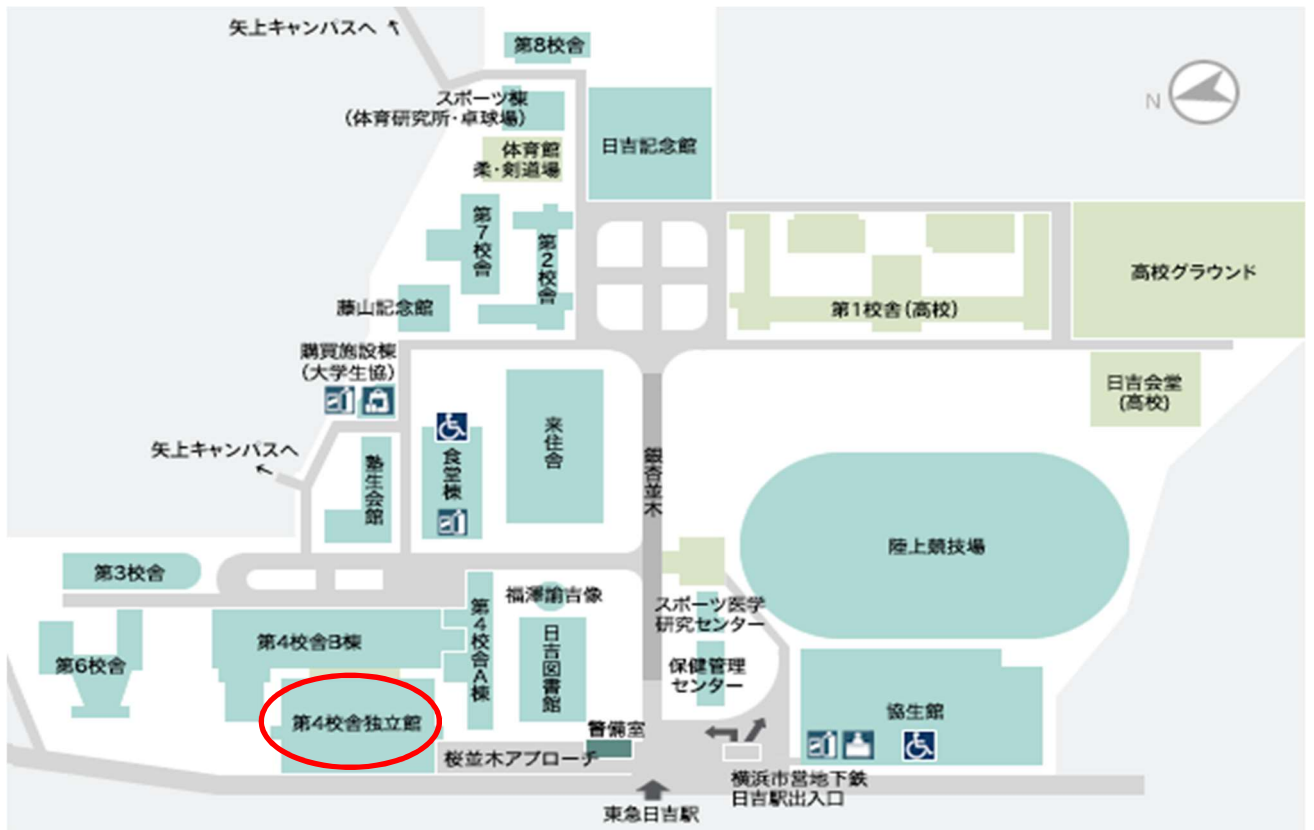 矢上キャンパスへ
第8校舎
スポーツ棟
(体育研究所・卓球場)
体育館
柔・剣道場
日吉記念館
N
第7校舎
第2校舎
藤山記念館
第1校舎(高校)
高校グラウンド
購買施設棟
(大学生協)
日吉会堂
(高校)
矢上キャンパスへ
塾生会館
食堂棟
来住舎
銀杏並木
陸上競技場
第3校舎
福澤諭吉像
スポーツ医学
研究センター
第4校舎B棟
第4校舎A棟
日吉図書館
第6校舎
保健管理
センター
第4校舎独立館
協生館
警備室
桜並木アプローチ
横浜市営地下鉄
日吉駅出入口
東急日吉駅